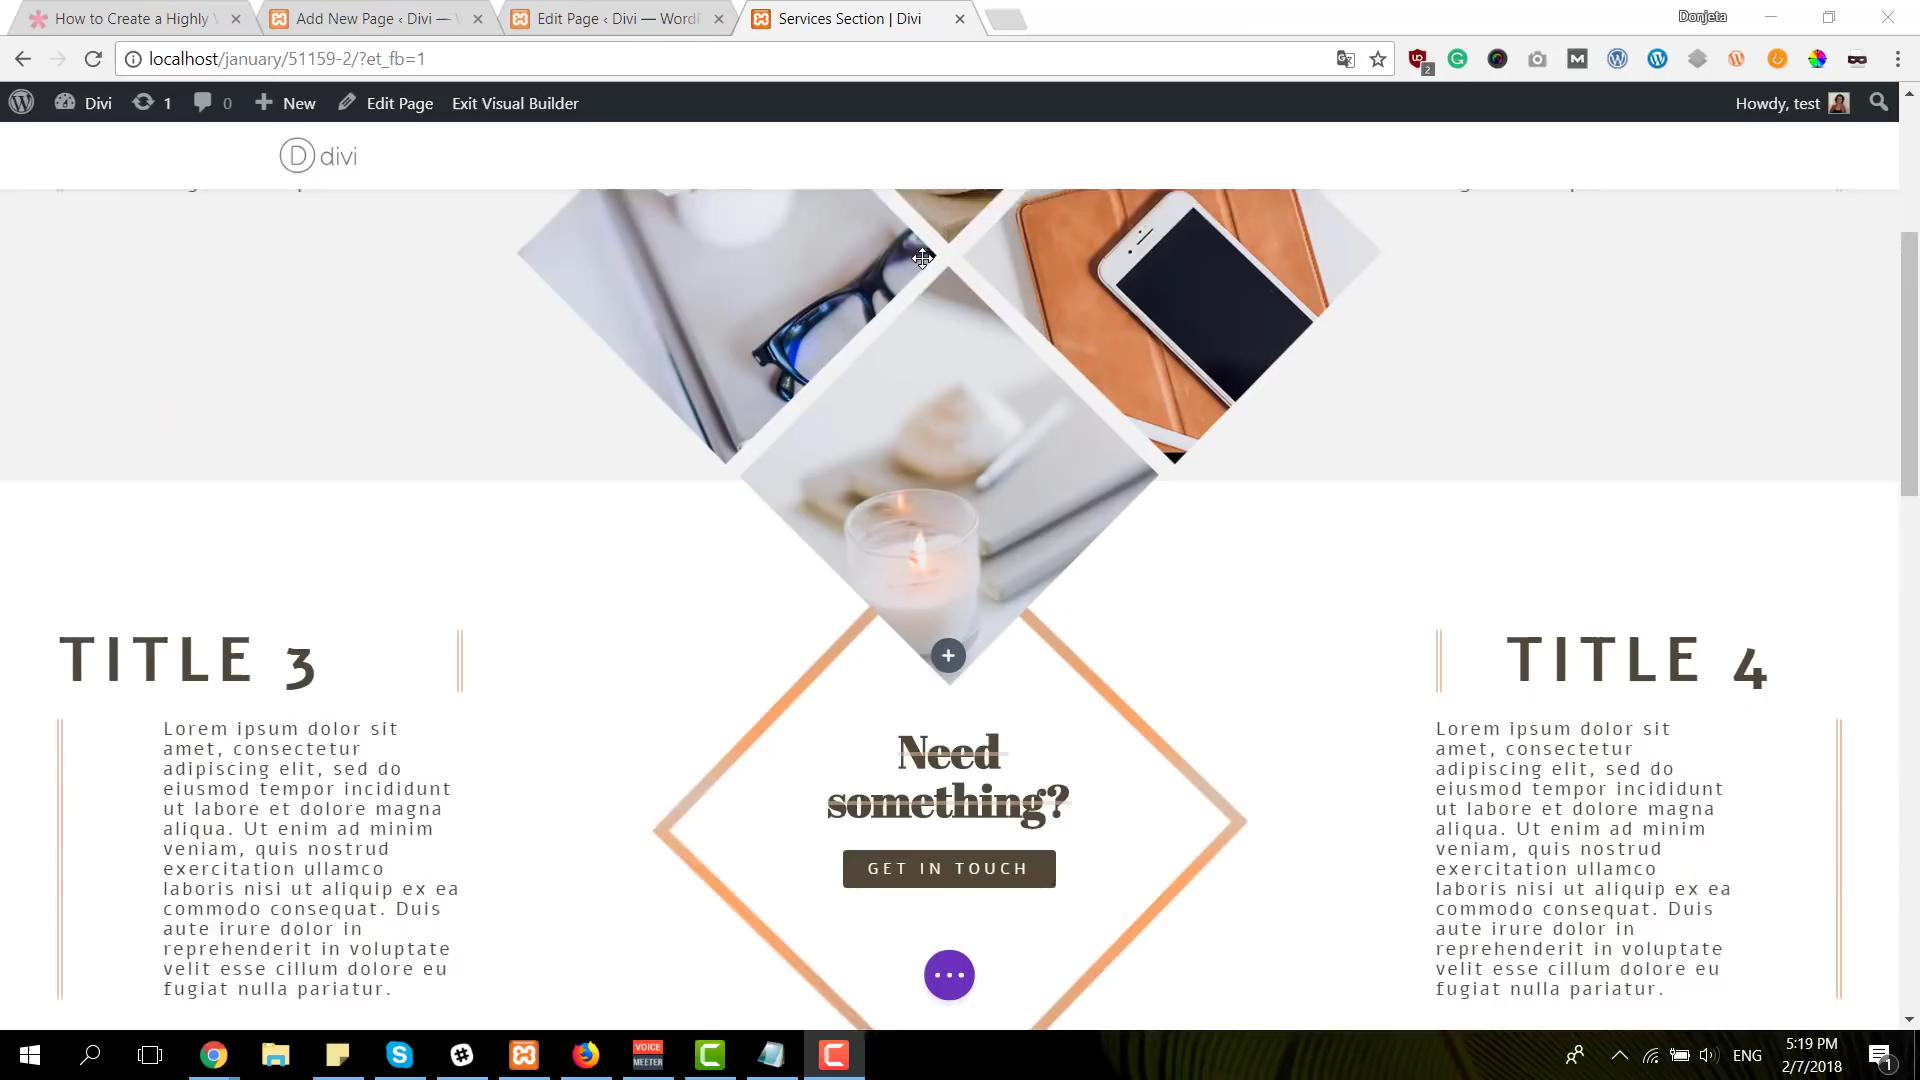 How to Create a Highly
Add New Page ‹ Divi —
Edit Page ‹ Divi — WordP
Services Section | Divi
Donjeta
localhost/january/51159-2/?et_fb=1
2
Divi
1
0
New
Edit Page
Exit Visual Builder
Howdy, test
D divi
TITLE 3
Lorem ipsum dolor sit
amet, consectetur
adipiscing elit, sed do
eiusmod tempor incididunt
ut labore et dolore magna
aliqua. Ut enim ad minim
veniam, quis nostrud
exercitation ullamco
laboris nisi ut aliquip ex ea
commodo consequat. Duis
aute irure dolor in
reprehenderit in voluptate
velit esse cillum dolore eu
fugiat nulla pariatur.
Need
something?
GET IN TOUCH
TITLE 4
Lorem ipsum dolor sit
amet, consectetur
adipiscing elit, sed do
eiusmod tempor incididunt
ut labore et dolore magna
aliqua. Ut enim ad minim
veniam, quis nostrud
exercitation ullamco
laboris nisi ut aliquip ex ea
commodo consequat. Duis
aute irure dolor in
reprehenderit in voluptate
velit esse cillum dolore eu
fugiat nulla pariatur.
VOICE
MEETER
ENG
5:19 PM
2/7/2018
1